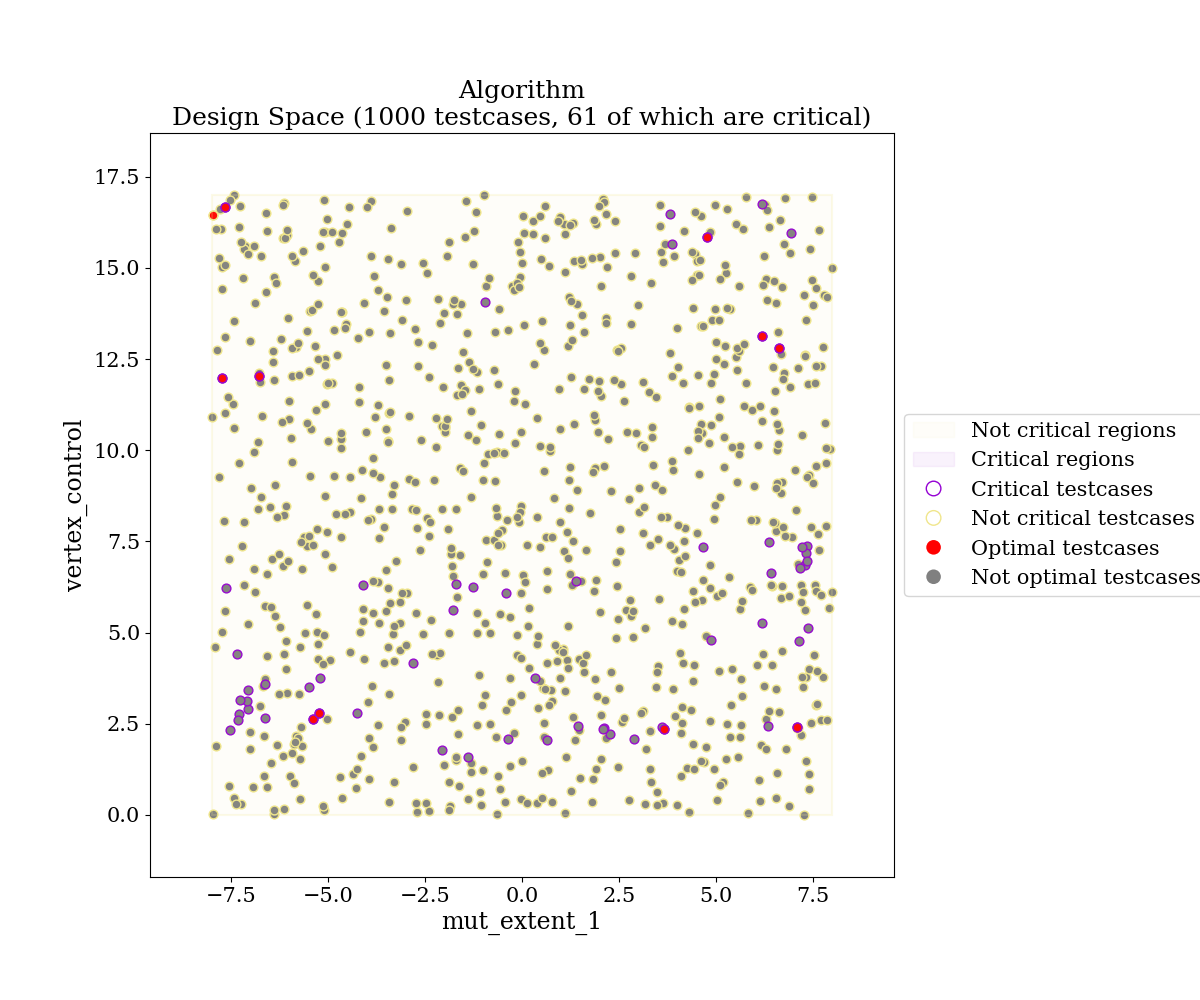 Algorithm
Design Space (1000 testcases, 61 of which are critical)
17.5
15.0
12.5
10.0
7.5
5.0
2.5
0.0
vertex_control
−7.5
−5.0
−2.5
0.0
2.5
5.0
7.5
mut_extent_1
Not critical regions
Critical regions
Critical testcases
Not critical testcases
Optimal testcases
Not optimal testcases